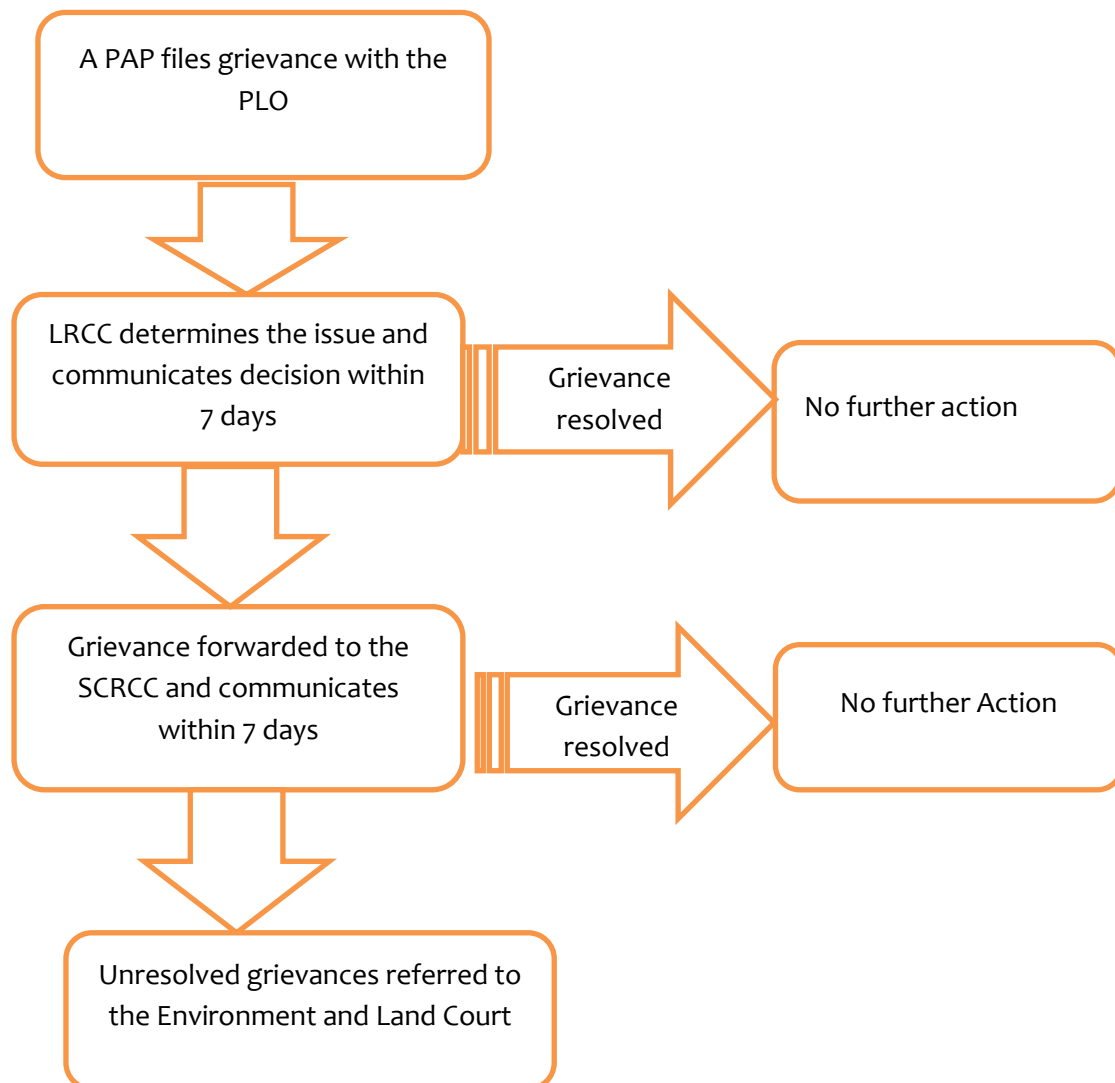 A PAP files grievance with the
PLO
LRCC determines the issue and
communicates decision within
7 days
Grievance
resolved
No further action
Grievance forwarded to the
SCRCC and communicates
within 7 days
Grievance
resolved
No further Action
Unresolved grievances referred to
the Environment and Land Court